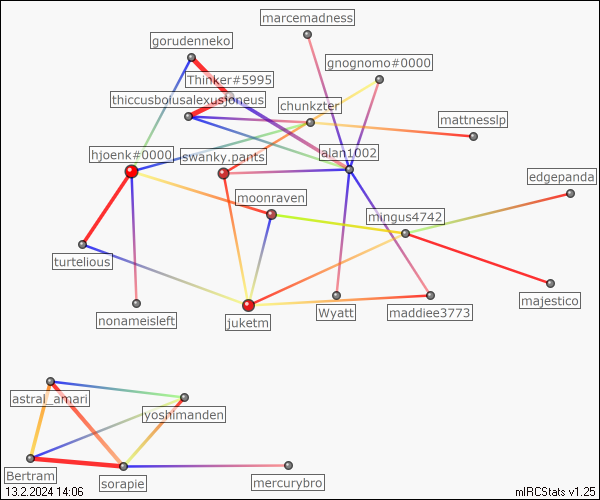 marcemadness
gorudenneko
gnognomo#0000
Thinker#5995
thiccusbolusalexusioneus
chunkzter
mattnesslp
hjoenk#0000
swanky.pants
alan1002
edgepanda
moonraven
mingus4742
turtelious
majestico
nonameisleft
juketm
Wyatt
maddiee3773
astral_amari
yoshimanden
Bertram
sorapie
mercurybro
13.2.2024 14:06
mIRCStats v1.25